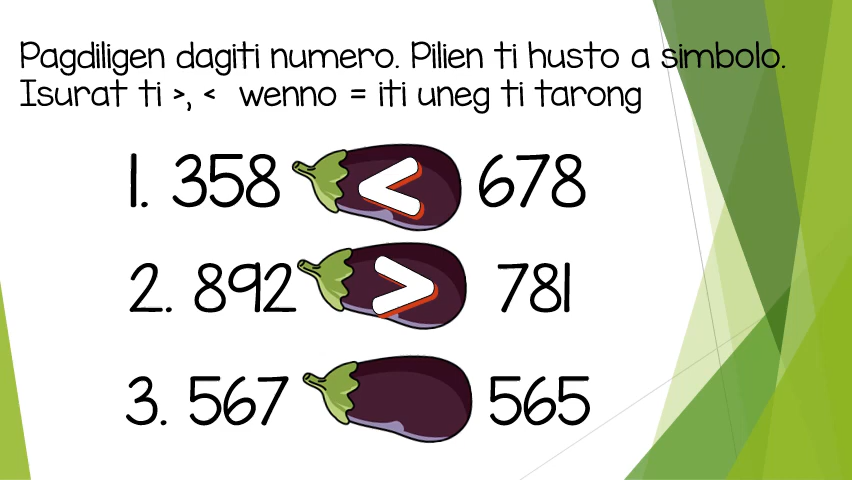 Pagdiligen dagiti numero. Pilien ti husto a simbolo.
Isurat ti >, < wenno = iti uneg ti tarong
1. 358 < 678
2. 892 > 781
3. 567 565